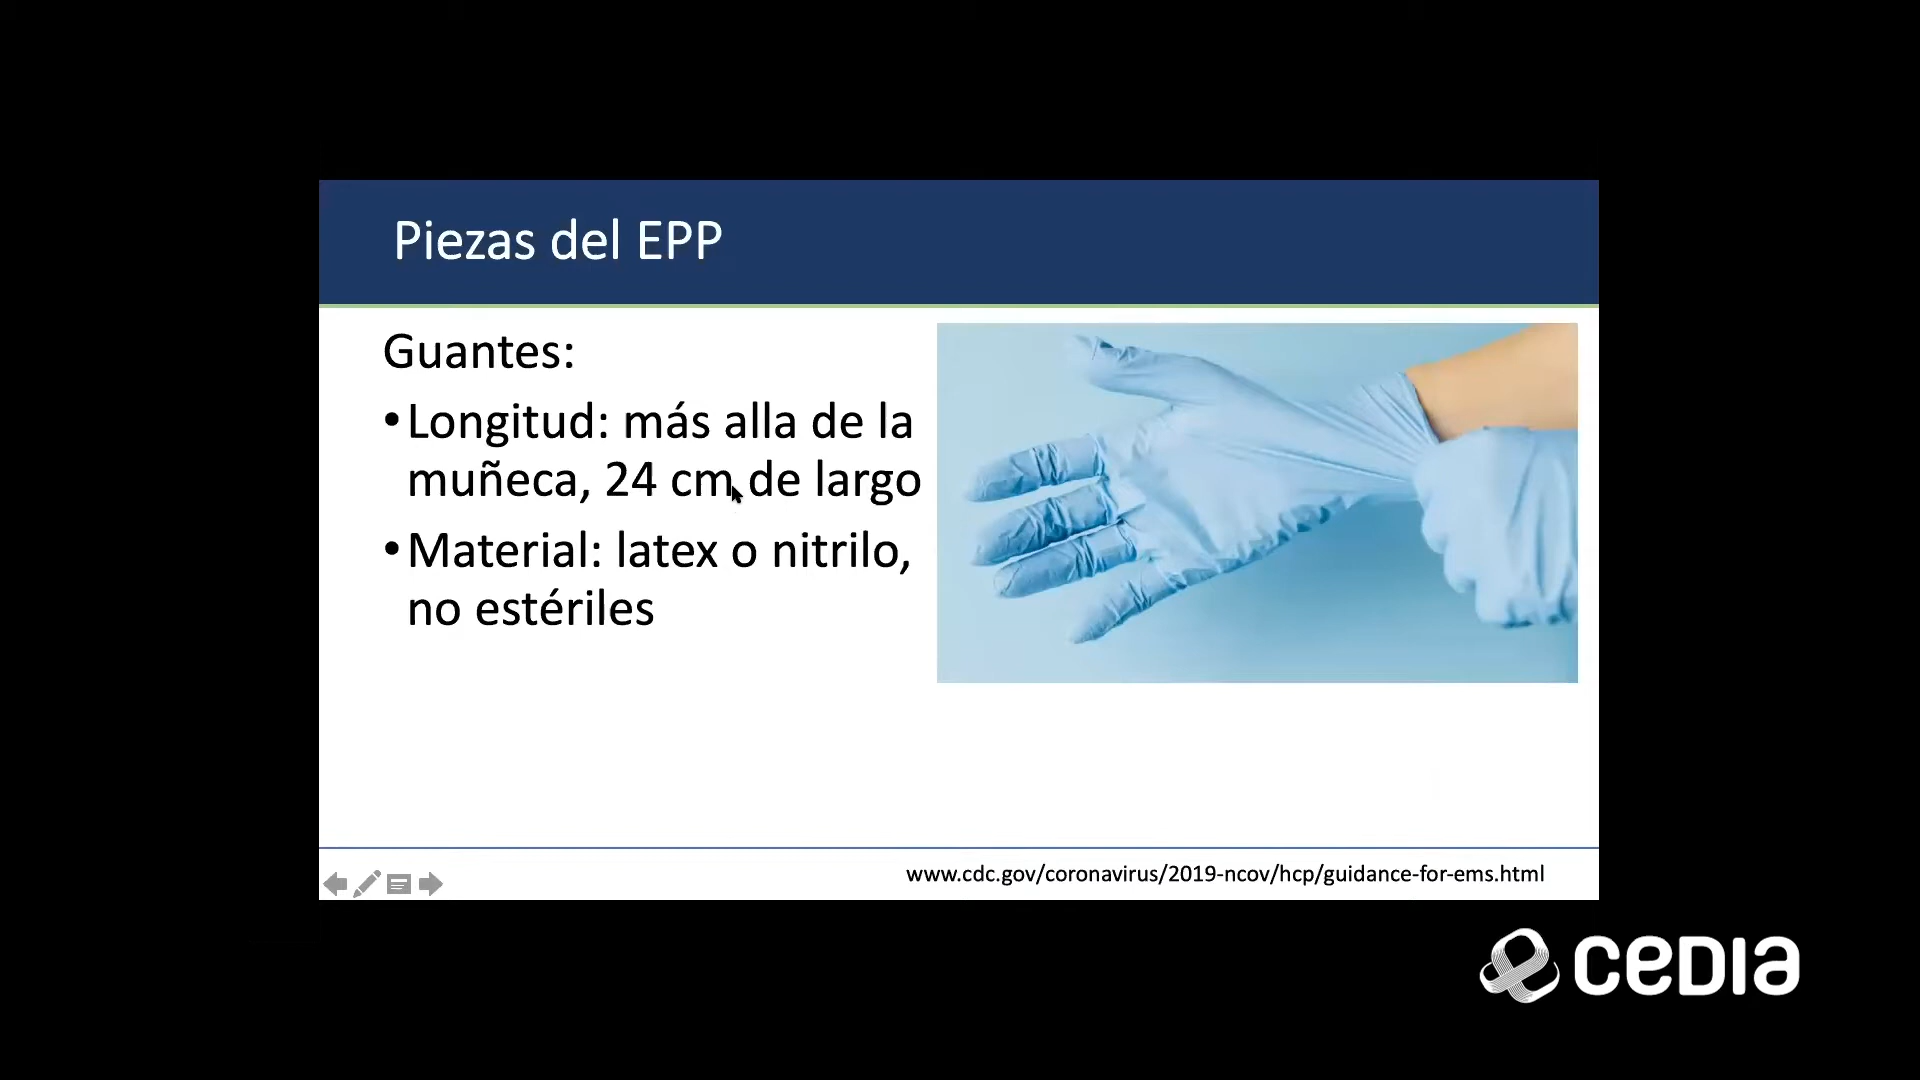 Piezas del EPP
Guantes:
•Longitud: más alla de la
muñeca, 24 cm de largo
•Material: latex o nitrilo,
no estériles
www.cdc.gov/coronavirus/2019-ncov/hcp/guidance-for-ems.html
CEDIA